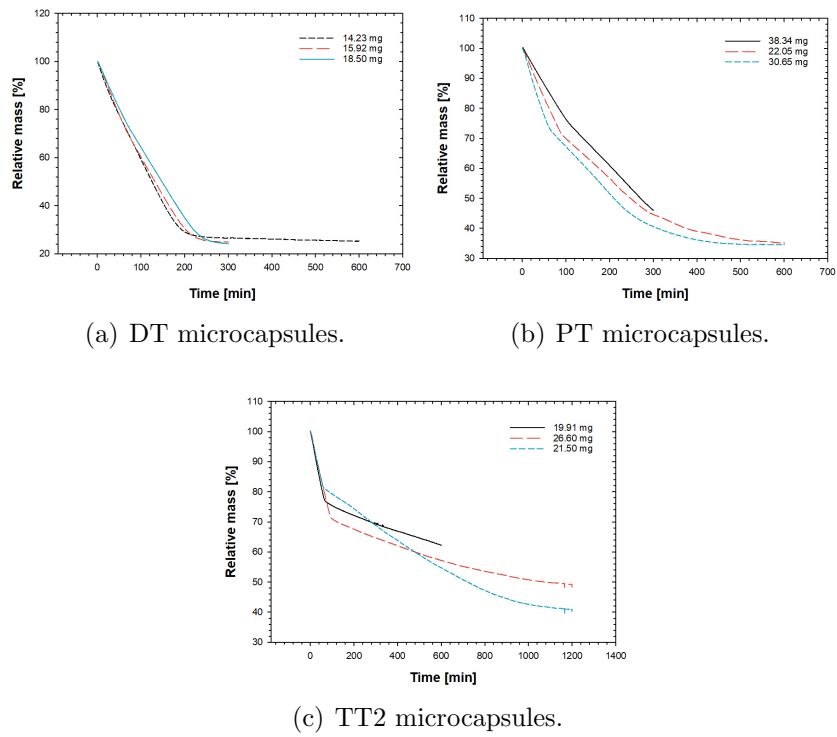 120
100
80
60
40
20
Relative mass [%]
14.23 mg
15.92 mg
18.50 mg
0 100 200 300 400 500 600 700
Time [min]
(a) DT microcapsules.
110
100
90
80
70
60
50
40
30
Relative mass [%]
38.34 mg
22.05 mg
30.65 mg
0 100 200 300 400 500 600 700
Time [min]
(b) PT microcapsules.
110
100
90
80
70
60
50
40
30
Relative mass [%]
19.91 mg
26.60 mg
21.50 mg
0 200 400 600 800 1000 1200 1400
Time [min]
(c) TT2 microcapsules.